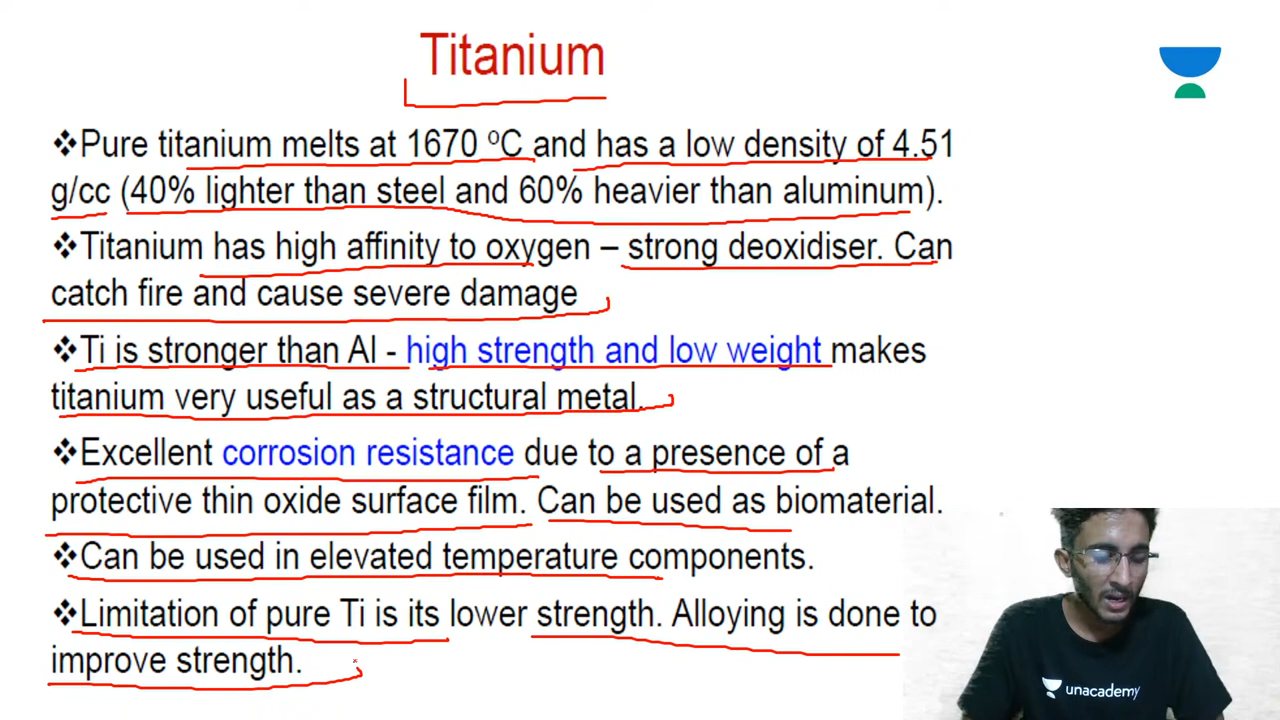 Titanium
❖Pure titanium melts at 1670 ⁰C and has a low density of 4.51
g/cc (40% lighter than steel and 60% heavier than aluminum).
❖Titanium has high affinity to oxygen – strong deoxidiser. Can
catch fire and cause severe damage
❖Ti is stronger than Al - high strength and low weight makes
titanium very useful as a structural metal.
❖Excellent corrosion resistance due to a presence of a
protective thin oxide surface film. Can be used as biomaterial.
❖Can be used in elevated temperature components.
❖Limitation of pure Ti is its lower strength. Alloying is done to
improve strength.
unacademy